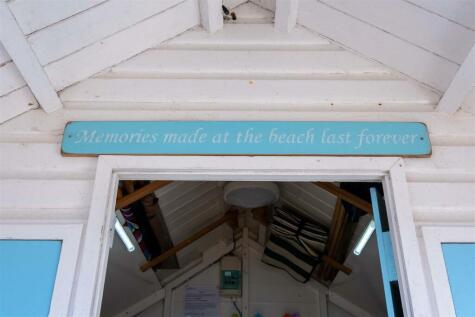 Memories made at the beach last forever